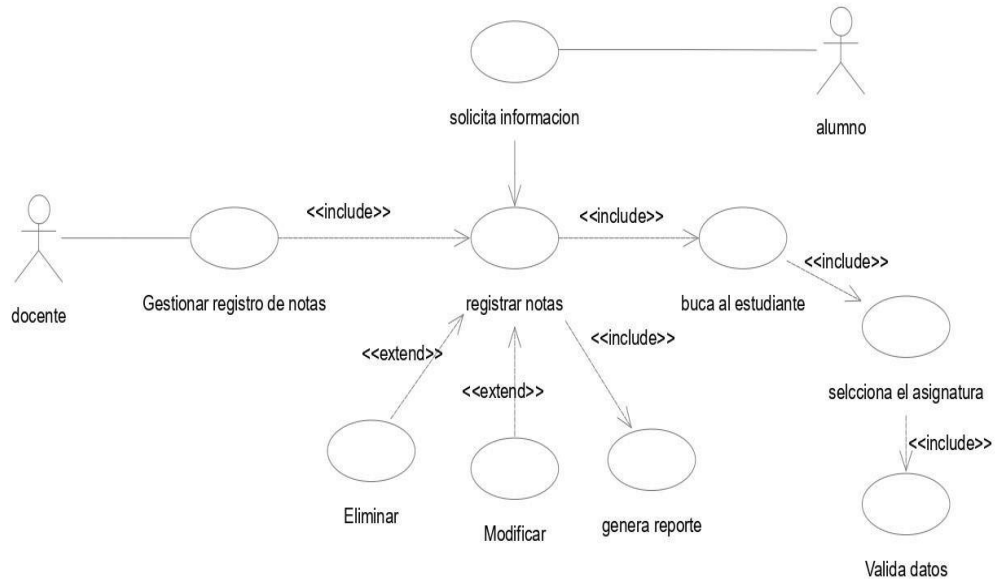 solicita informacion
alumno
<<include>>
<<include>>
<<include>>
docente
Gestionar registro de notas
registrar notas
buca al estudiante
<<extend>>
<<include>>
<<extend>>
selcciona el asignatura
<<include>>
Eliminar
Modificar
genera reporte
Valida datos